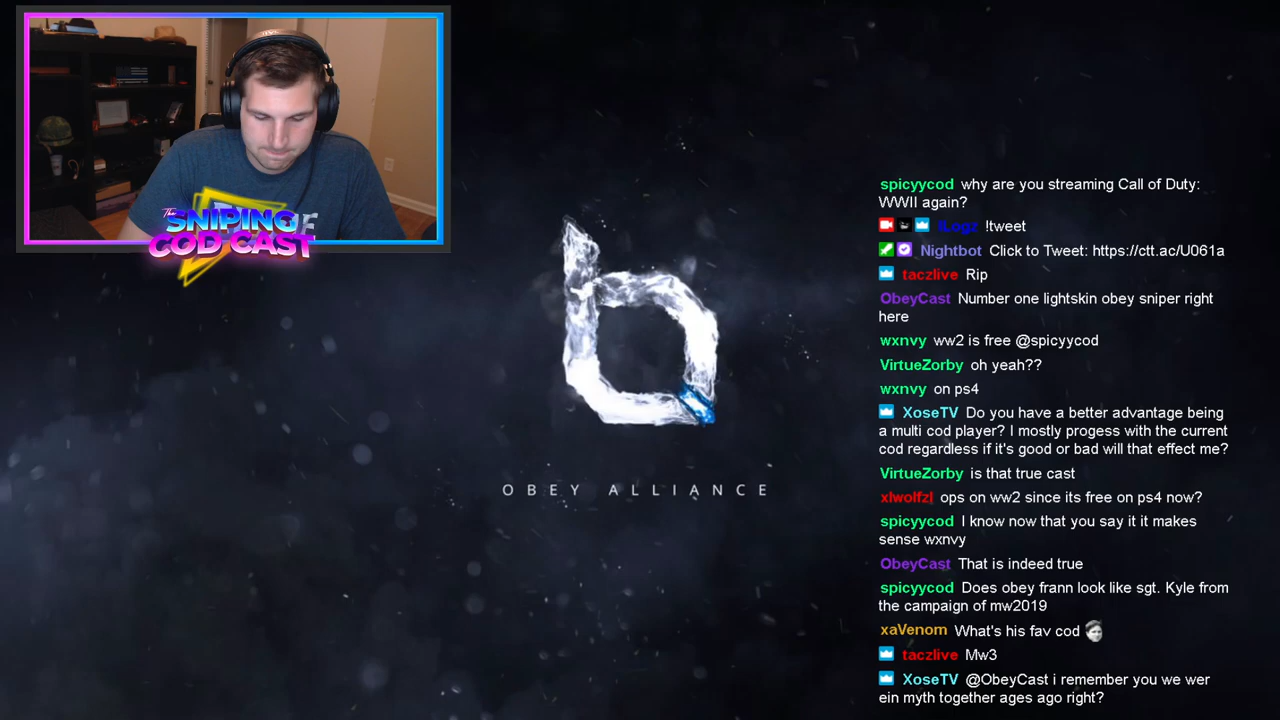 The
SNIPING
COD CAST
OBEY ALLIANCE
spicyycod why are you streaming Call of Duty:
WWII again?
!tweet
Nightbot Click to Tweet: https://ctt.ac/U061a
taczlive Rip
ObeyCast Number one lightskin obey sniper right
here
wxnvy ww2 is free @spicyycod
VirtueZorby oh yeah??
wxnvy on ps4
XoseTV Do you have a better advantage being
a multi cod player? I mostly progess with the current
cod regardless if it's good or bad will that effect me?
VirtueZorby is that true cast
ops on ww2 since its free on ps4 now?
spicyycod I know now that you say it it makes
sense wxnvy
ObeyCast That is indeed true
spicyycod Does obey frann look like sgt. Kyle from
the campaign of mw2019
xaVenom What's his fav cod
taczlive Mw3
XoseTV @ObeyCast i remember you we wer
ein myth together ages ago right?